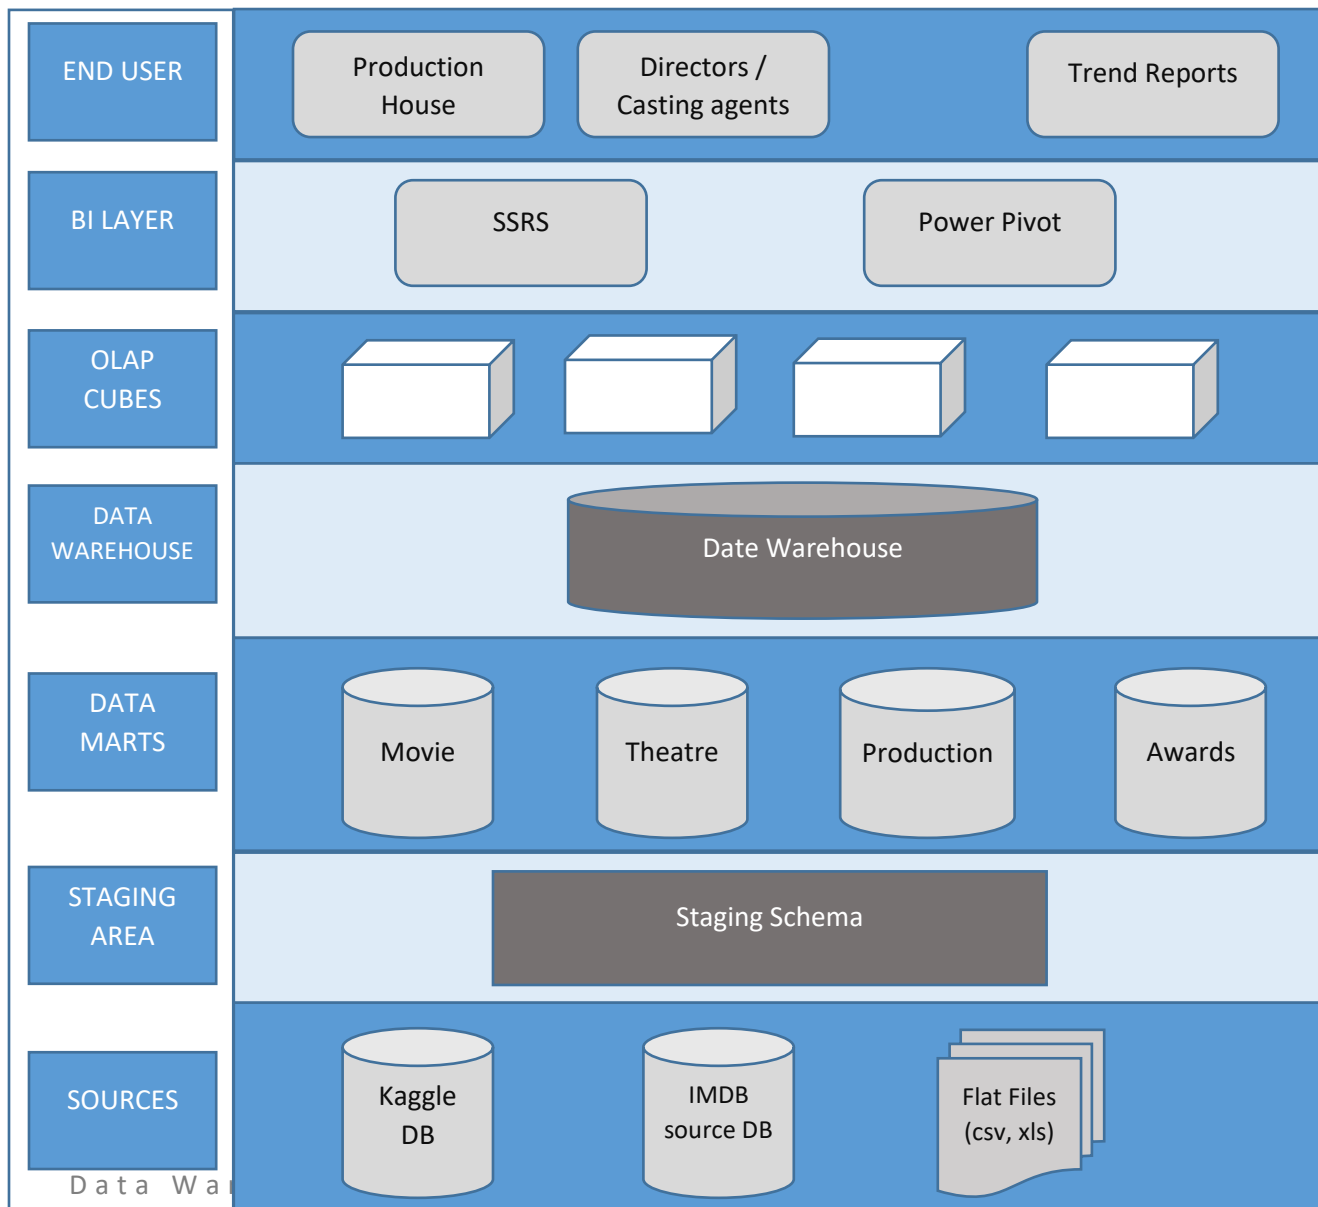 END USER
Production
House
Directors /
Casting agents
Trend Reports
BI LAYER
SSRS
Power Pivot
OLAP
CUBES
DATA
WAREHOUSE
Date Warehouse
DATA
MARTS
Movie
Theatre
Production
Awards
STAGING
AREA
Staging Schema
SOURCES
Kaggle
DB
IMDB
source DB
Flat Files
(csv, xls)
Data